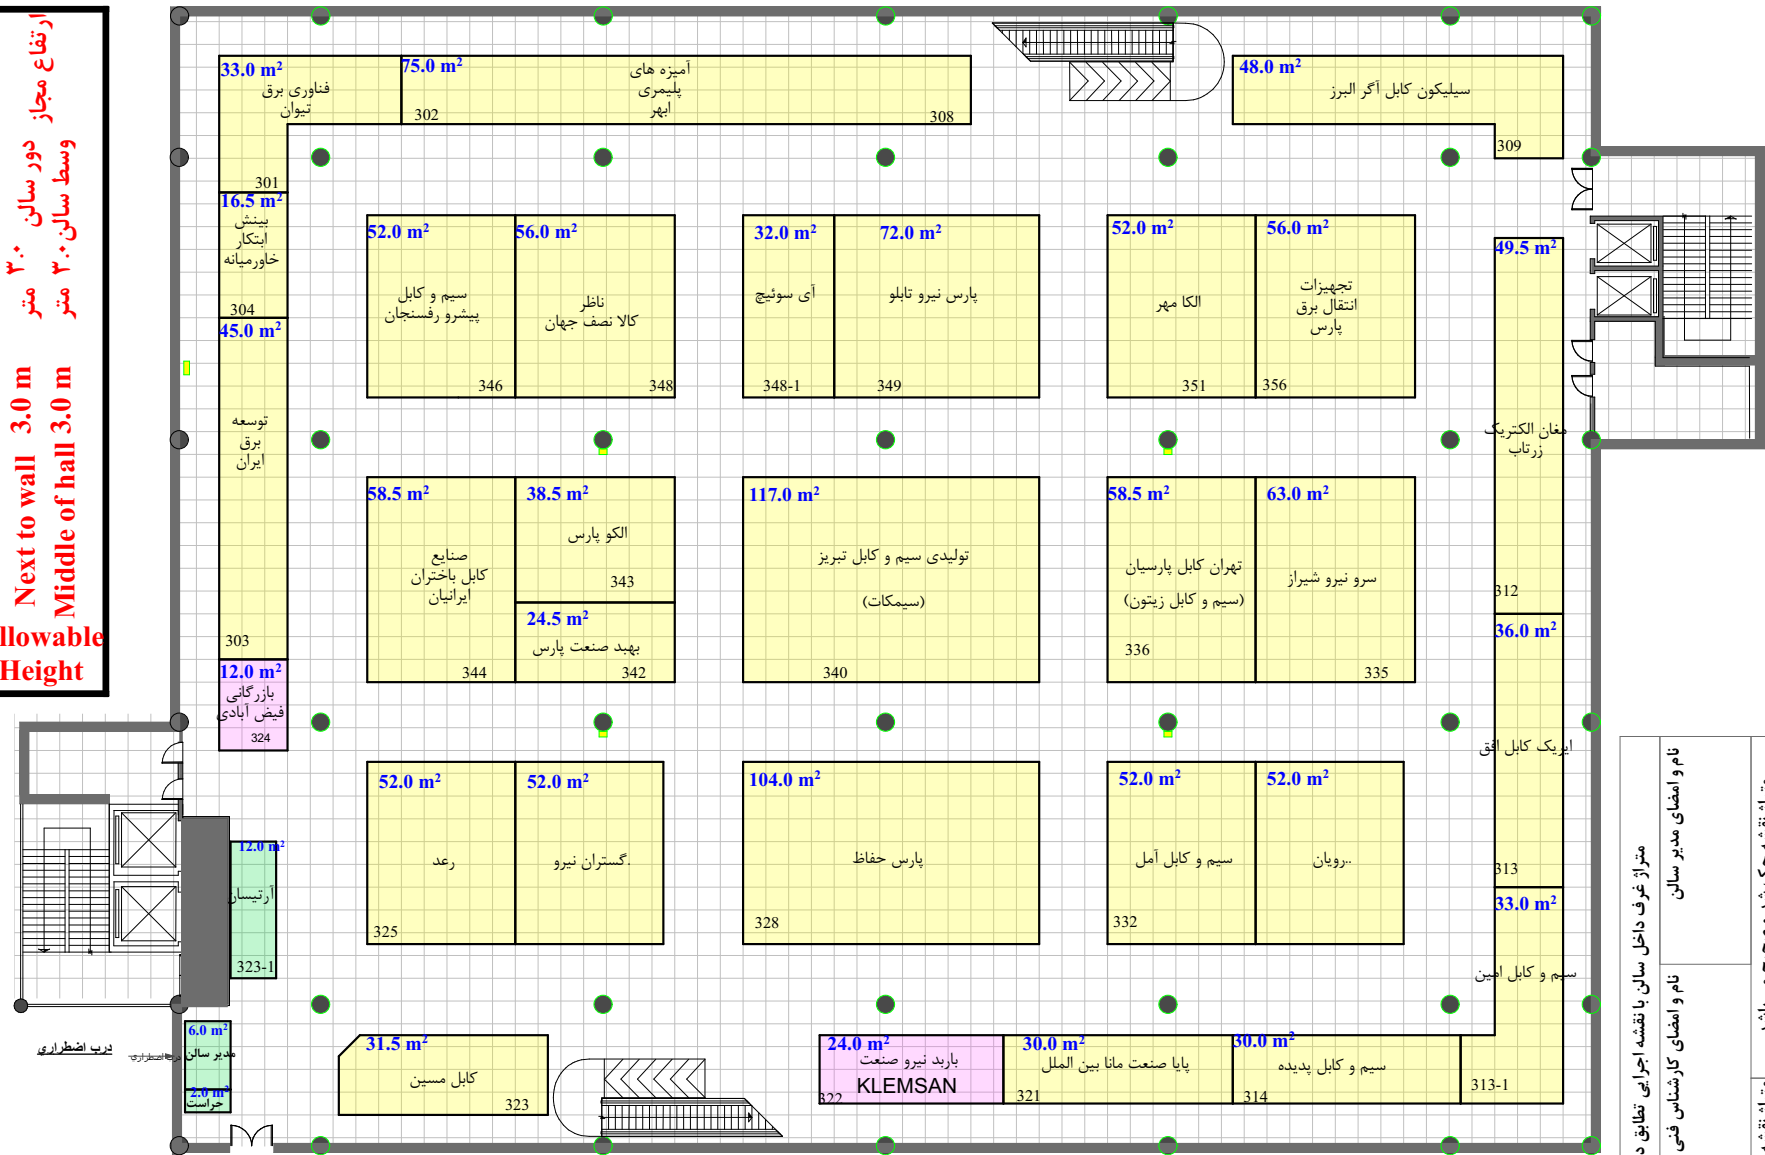 ارتفاع مجاز
دور سالن ۳.۰ متر
وسط سالن ۳.۰ متر
Next to wall 3.0 m
Middle of hall 3.0 m
llowable
Height
33.0 m²
فناوری برق
تیوان
301
75.0 m²
آمیزه های
پلیمری
ابهر
302
308
48.0 m²
سیلیکون کابل آگر البرز
309
16.5 m²
بینش
ابتکار
خاورمیانه
304
52.0 m²
سیم و کابل
پیشرو رفسنجان
346
56.0 m²
ناظر
کالا نصف جهان
348
32.0 m²
آی سوئیچ
348-1
72.0 m²
پارس نیرو تابلو
349
52.0 m²
الکا مهر
351
56.0 m²
تجهیزات
انتقال برق
پارس
356
49.5 m²
مغان الکتریک
زرتاب
312
45.0 m²
توسعه
برق
ایران
303
58.5 m²
صنایع
کابل باختران
ایرانیان
344
38.5 m²
الکو پارس
343
24.5 m²
بهبد صنعت پارس
342
117.0 m²
تولیدی سیم و کابل تبریز
(سیمکات)
340
58.5 m²
تهران کابل پارسیان
(سیم و کابل زیتون)
336
63.0 m²
سرو نیرو شیراز
335
36.0 m²
ایریک کابل افق
313
12.0 m²
بازرگانی
فیض آبادی
324
52.0 m²
رعد
325
52.0 m²
گستران نیرو.
104.0 m²
پارس حفاظ
328
52.0 m²
سیم و کابل آمل
332
52.0 m²
رویان..
33.0 m²
سیم و کابل امین
313-1
12.0 m²
آرتیسان
323-1
6.0 m²
مدیر سالن
2.0 m²
حراست
درب اضطراری
درب اضطراری
31.5 m²
کابل مسین
323
24.0 m²
باربد نیرو صنعت
KLEMSAN
322
30.0 m²
پایا صنعت مانا بین الملل
321
30.0 m²
سیم و کابل پدیده
314
متراژ غرف داخل سالن با نقشه اجرایی تطابق د
نام و امضای مدیر سالن
نام و امضای کارشناس فنی